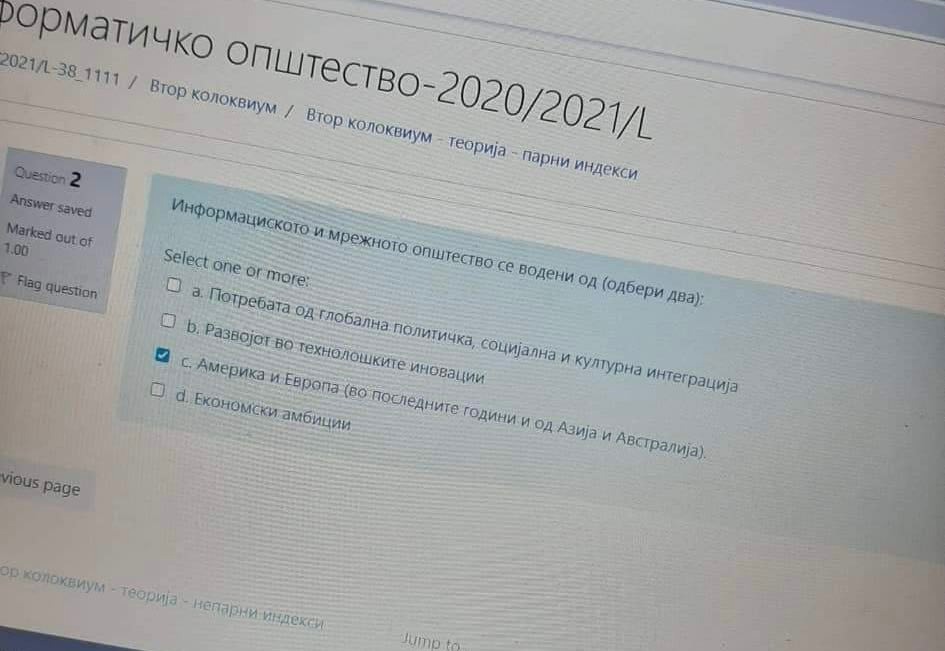 форматичко општество-2020/2021/L
2021/L-38_1111 / Втор колоквиум / Втор колоквиум - теорија - парни индекси
Question 2
Answer saved
Marked out of
1.00
Flag question
Информациското и мрежното општество се водени од (одбери два):
Select one or more:
a. Потребата од глобална политичка, социјална и културна интеграција
b. Развојот во технолошките иновации
c. Америка и Европа (во последните години и од Азија и Австралија).
d. Економски амбиции
vious page
ор колоквиум - теорија - непарни индекси
Jump to